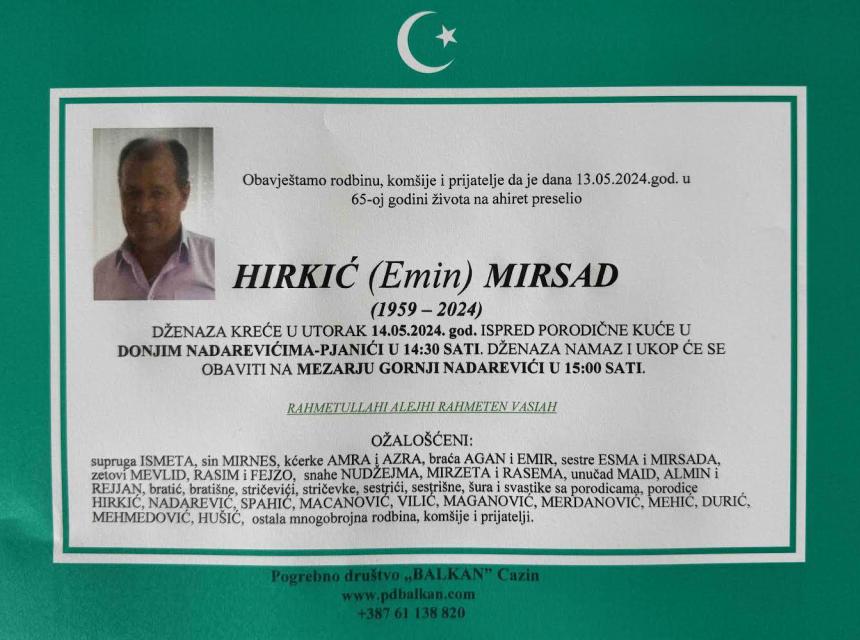 Obavještamo rodbinu, komšije i prijatelje da je dana 13.05.2024.god. u
65-oj godini života na ahiret preselio
HIRKIĆ (Emin) MIRSAD
(1959 – 2024)
DŽENAZA KREĆE U UTORAK 14.05.2024. god. ISPRED PORODIČNE KUĆE U
DONJIM NADAREVIĆIMA-PJANIĆI U 14:30 SATI. DŽENAZA NAMAZ I UKOP ĆE SE
OBAVITI NA MEZARJU GORNJI NADAREVIĆI U 15:00 SATI.
RAHMETULLAHI ALEJHI RAHMETEN VASIAH
OŽALOŠĆENI:
supruga ISMETA, sin MIRNES, kćerke AMRA i AZRA, braća AGAN i EMIR, sestre ESMA i MIRSADA,
zetovi MEVLID, RASIM i FEJZO, snahe NUDŽEJMA, MIRZETA i RASEMA, unučad MAID, ALMIN i
REJJAN, bratić, bratišne, stričevići, stričevke, sestrići, sestrišne, šura i svastike sa porodicama, porodice
HIRKIĆ, NADAREVIĆ, SPAHIĆ, MACANOVIĆ, VILIĆ, MAGANOVIĆ, MERDANOVIĆ, MEHIĆ, DURIĆ,
MEHMEDOVIĆ, HUŠIĆ, ostala mnogobrojna rodbina, komšije i prijatelji.
Pogrebno društvo „BALKAN" Cazin
www.pdbalkan.com
+387 61 138 820